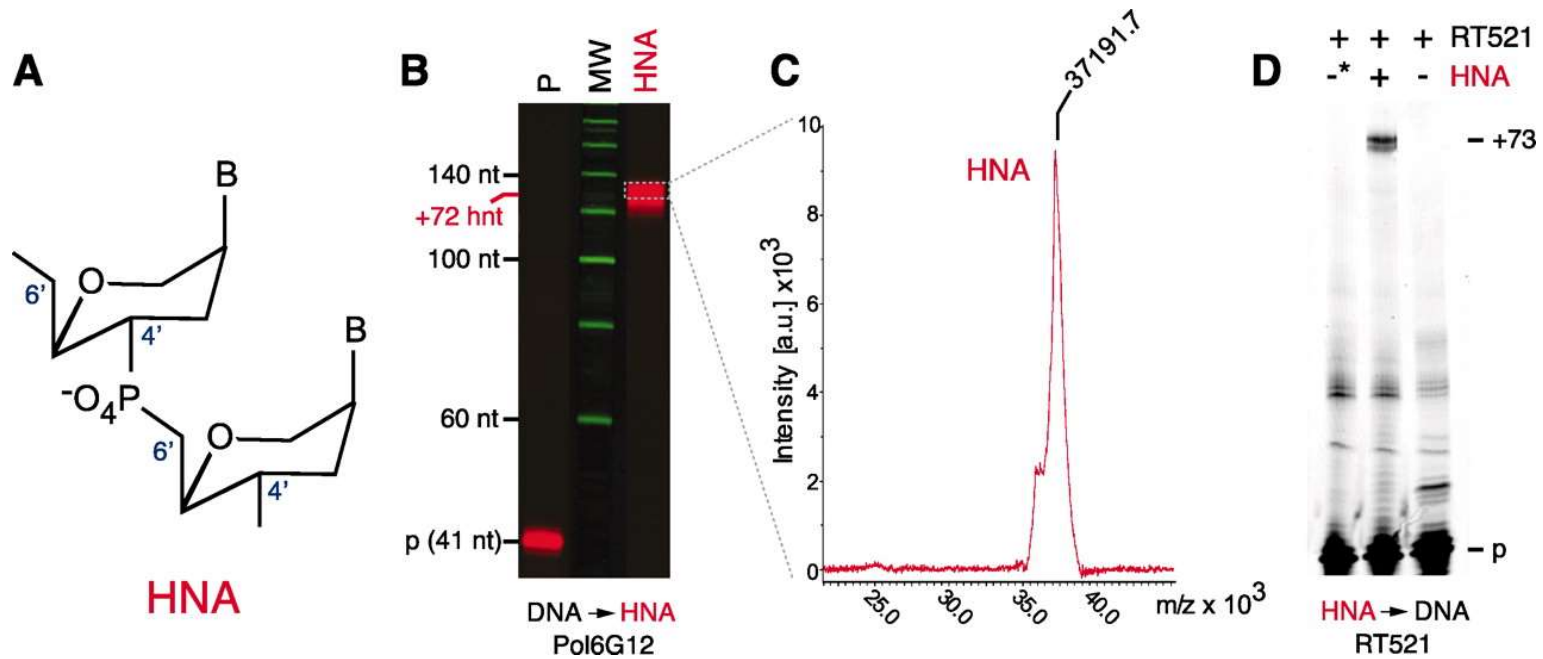 A
B
6'
O
4'
-O4P
B
6'
O
4'
HNA
B
P
MW
HNA
140 nt
+72 hnt
100 nt
60 nt
p (41 nt)
DNA → HNA
Pol6G12
C
37191.7
HNA
Intensity [a.u.] x10³
10
8
6
4
2
0
25.0
30.0
35.0
40.0
m/z x 10³
D
+ + + RT521
-* + - HNA
+73
p
HNA → DNA
RT521